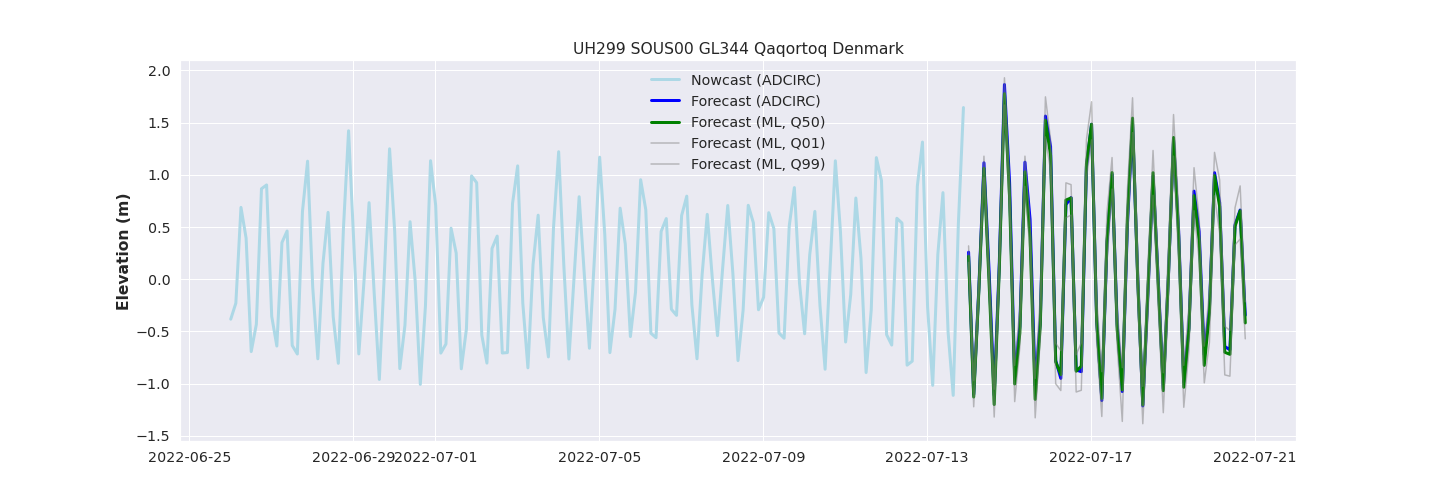 UH299 SOUS00 GL344 Qaqortoq Denmark
Elevation (m)
2.0
1.5
1.0
0.5
0.0
−0.5
−1.0
−1.5
Nowcast (ADCIRC)
Forecast (ADCIRC)
Forecast (ML, Q50)
Forecast (ML, Q01)
Forecast (ML, Q99)
2022-06-25 2022-06-29 2022-07-01 2022-07-05 2022-07-09 2022-07-13 2022-07-17 2022-07-21